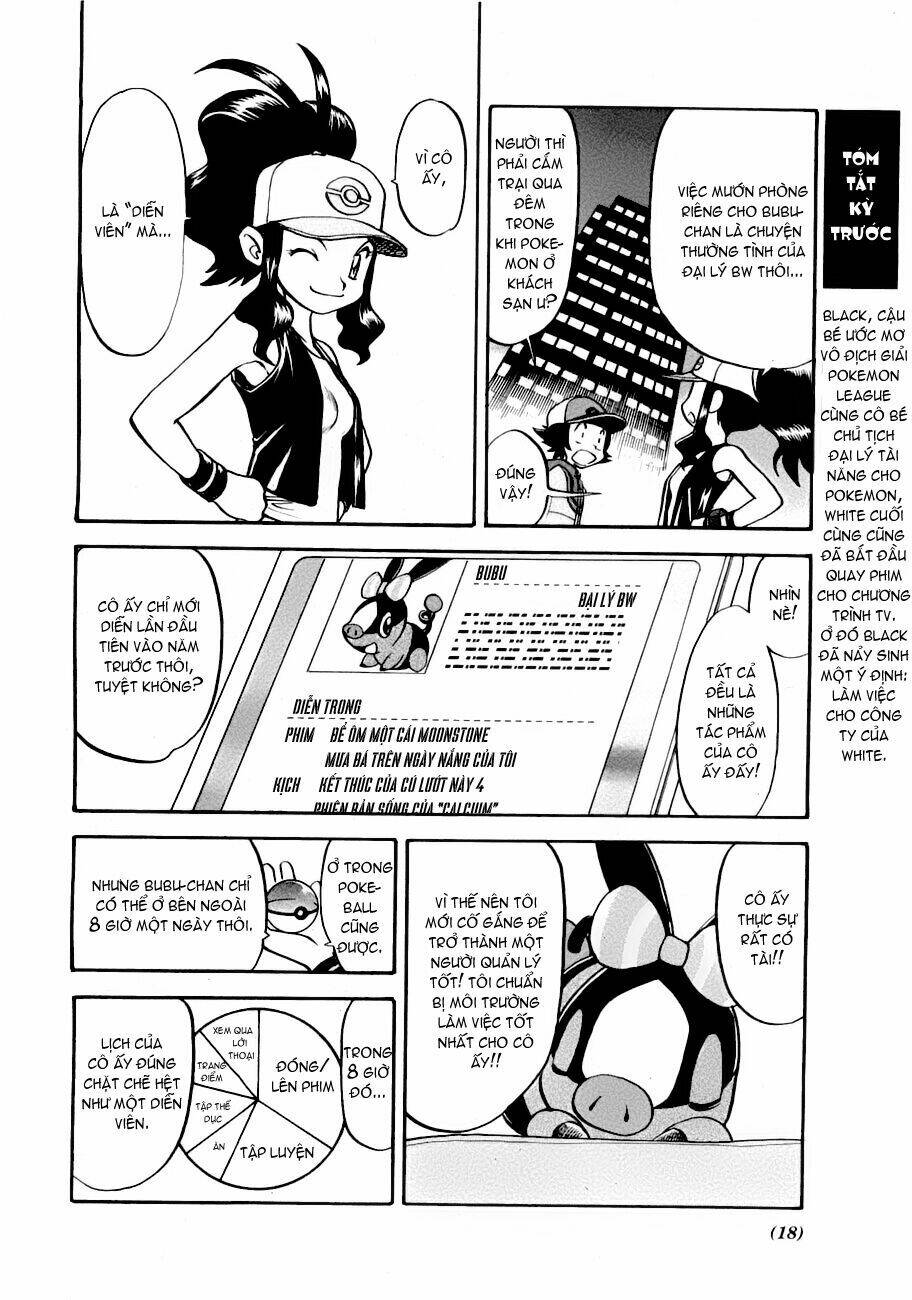 TÓM
TẮT
KỲ
TRƯỚC
BLACK, CẬU
BÉ ƯỚC MƠ
VÔ ĐỊCH GIẢI
POKEMON
LEAGUE
CÙNG CÔ BÉ
CHỦ TỊCH
ĐẠI LÝ TÀI
NĂNG CHO
POKEMON,
WHITE CUỐI
CÙNG CŨNG
ĐÃ BẮT ĐẦU
QUAY PHIM
CHO CHƯƠNG
TRÌNH TV.
Ở ĐÓ BLACK
ĐÃ NẢY SINH
MỘT Ý ĐỊNH:
LÀM VIỆC
CHO CÔNG
TY CỦA
WHITE.
VIỆC MƯỚN PHÒNG
RIÊNG CHO BUBU-
CHAN LÀ CHUYỆN
THƯỜNG TÌNH CỦA
ĐẠI LÝ BW THÔI...
NGƯỜI THÌ
PHẢI CẮM
TRẠI QUA
ĐÊM TRONG
KHI POKE-
MON Ở
KHÁCH
SẠN Ư?
ĐÚNG
VẬY!
VÌ CÔ
ẤY,
LÀ "DIỄN
VIÊN" MÀ...
NHÌN
NÈ!
TẤT CẢ
ĐỀU LÀ
NHỮNG
TÁC PHẨM
CỦA CÔ
ẤY ĐẤY!
BUBU
ĐẠI LÝ BW
DIỄN TRONG
PHIM BỂ ÔM MỘT CÁI MOONSTONE
MƯA ĐÁ TRÊN NGÀY NẮNG CỦA TÔI
KỊCH KẾT THÚC CỦA CÚ LƯỚT NÀY 4
PHIÊN BẢN SỐNG CỦA "CALCIUM"
CÔ ẤY CHỈ MỚI
DIỄN LẦN ĐẦU
TIÊN VÀO NĂM
TRƯỚC THÔI,
TUYỆT KHÔNG?
CÔ ẤY
THỰC SỰ
RẤT CÓ
TÀI!!
VÌ THẾ NÊN TÔI
MỚI CỐ GẮNG ĐỂ
TRỞ THÀNH MỘT
NGƯỜI QUẢN LÝ
TỐT! TÔI CHUẨN
BỊ MÔI TRƯỜNG
LÀM VIỆC TỐT
NHẤT CHO CÔ
ẤY!!
Ở TRONG
POKE-
BALL
CŨNG
ĐƯỢC.
NHƯNG BUBU-CHAN CHỈ
CÓ THỂ Ở BÊN NGOÀI
8 GIỜ MỘT NGÀY THÔI.
TRONG
8 GIỜ
ĐÓ...
XEM QUA
LỜI
THOẠI
TRANG
ĐIỂM
TẬP THỂ
DỤC
ĂN
ĐÓNG/
LÊN PHIM
TẬP LUYỆN
LỊCH CỦA
CÔ ẤY ĐÚNG
CHẶT CHẼ HỆT
NHƯ MỘT DIỄN
VIÊN.
(18)